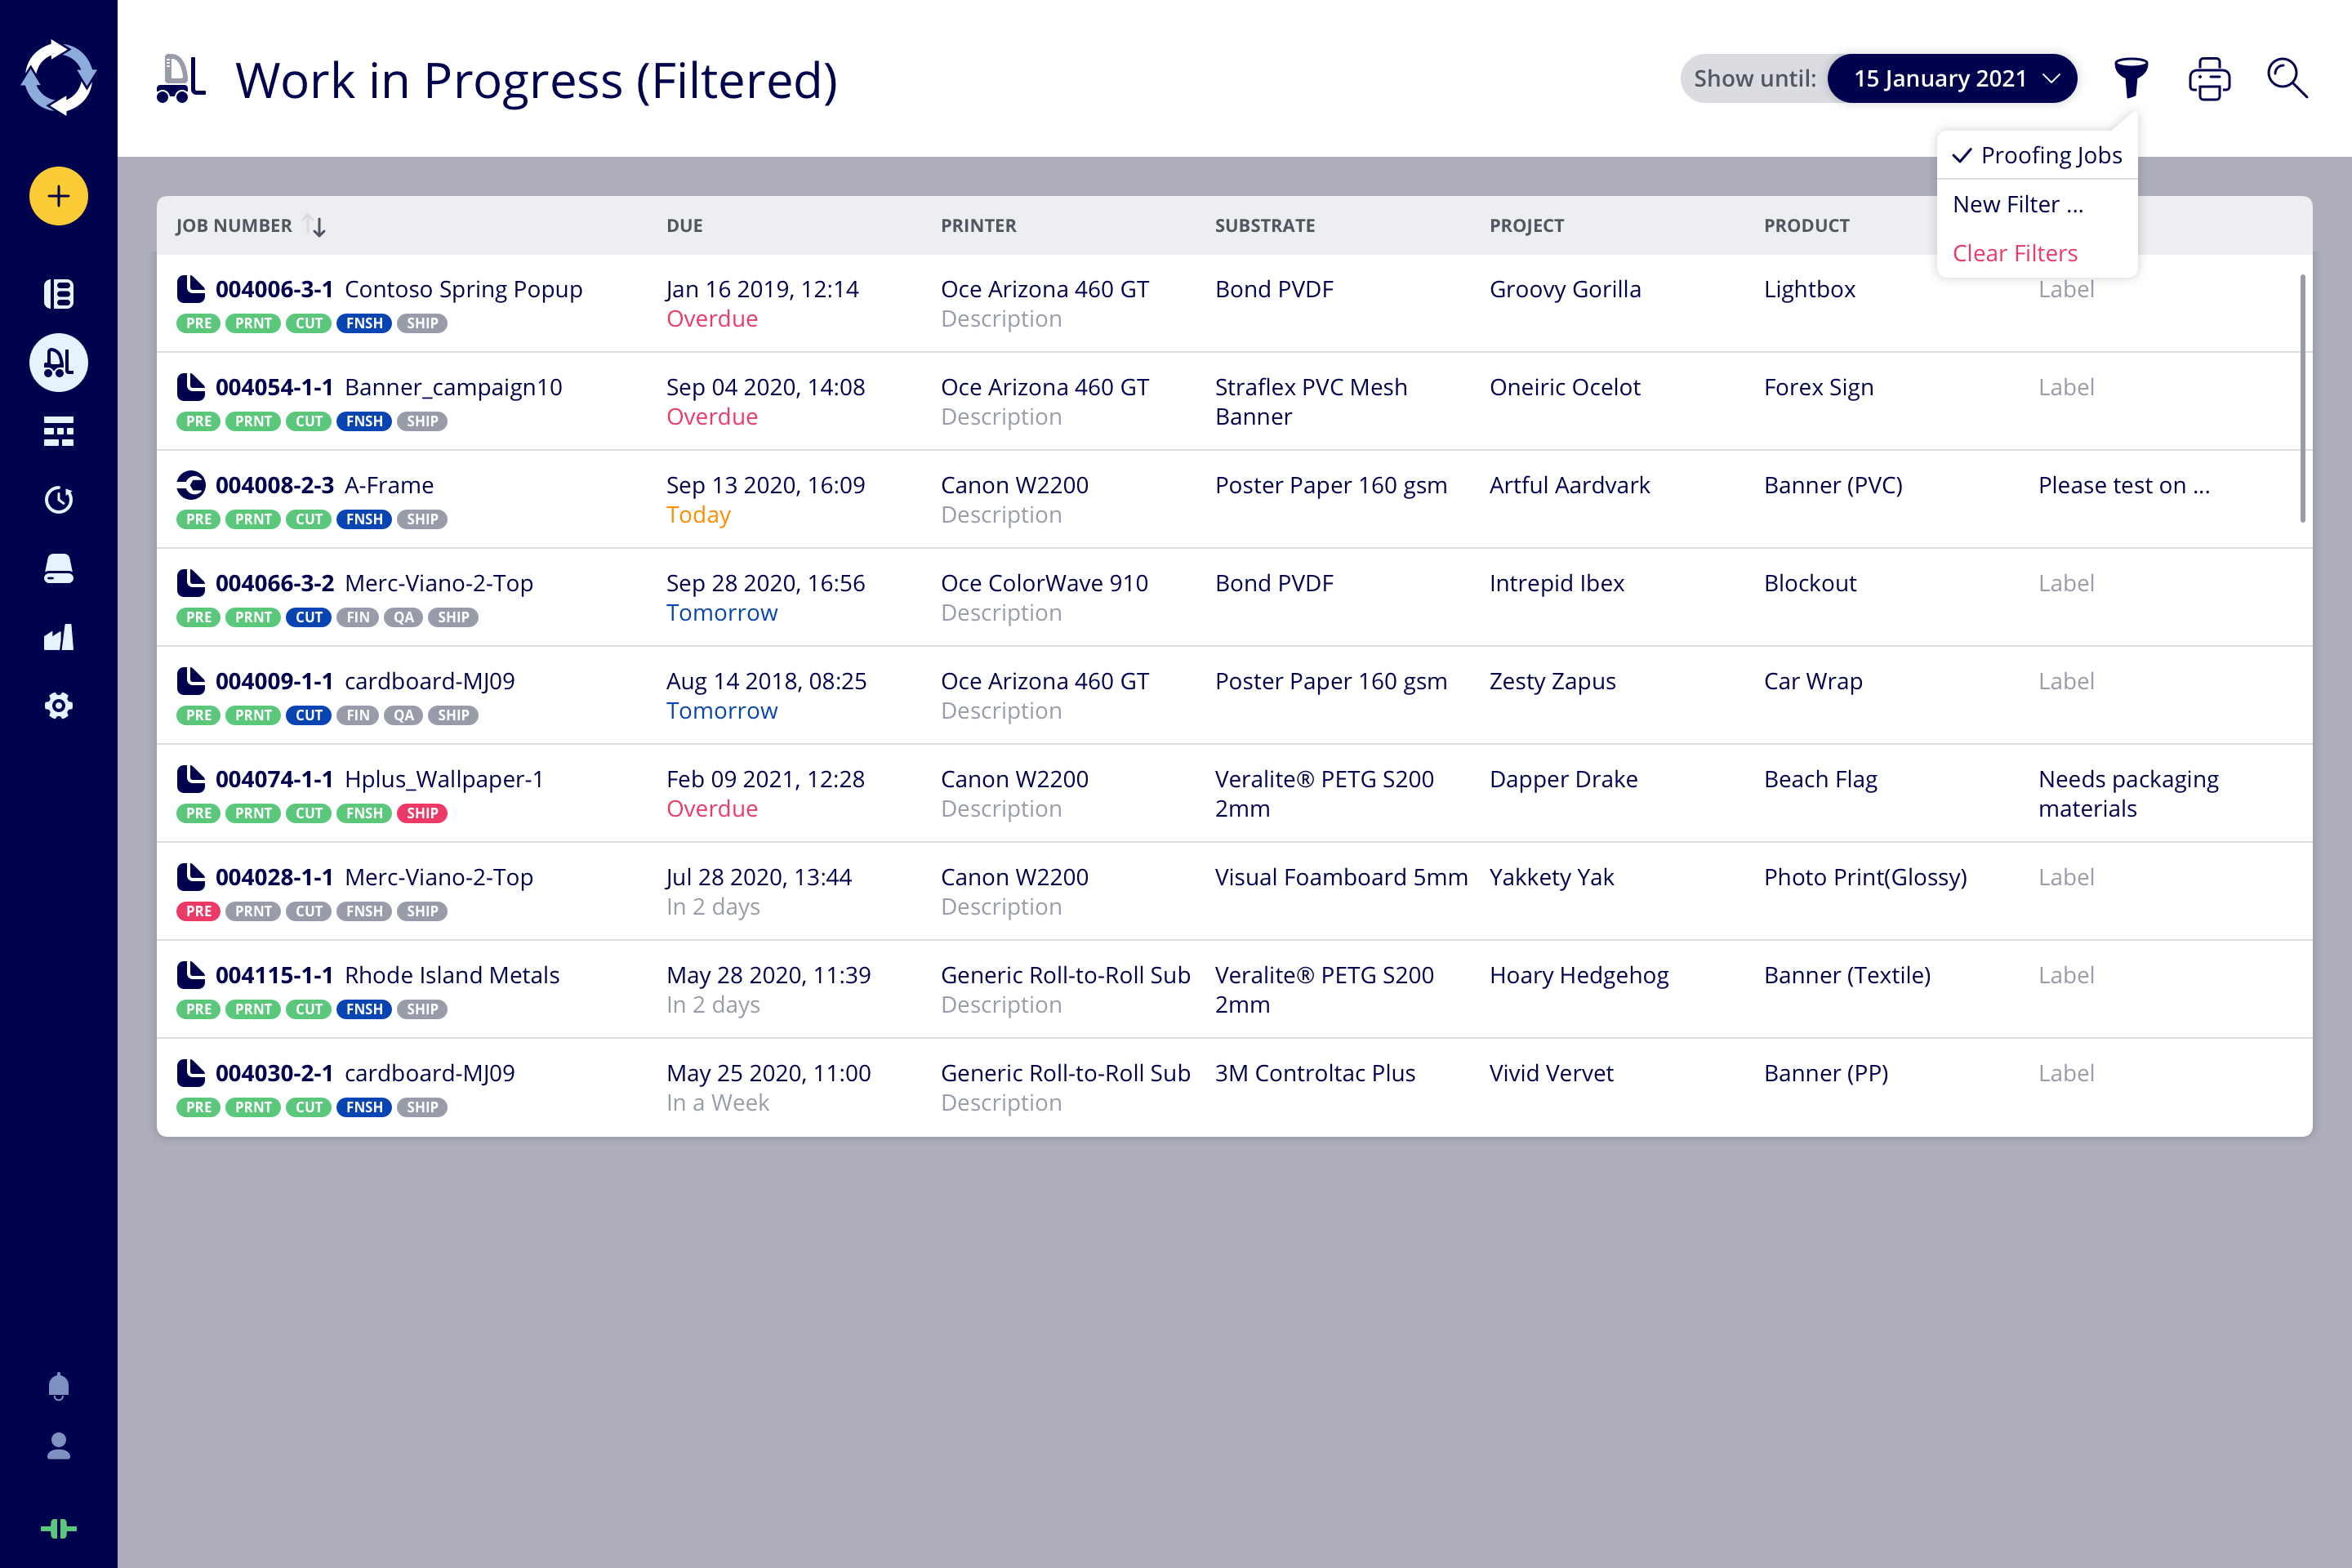 Work in Progress (Filtered)
Show until: 15 January 2021
Proofing Jobs
New Filter ...
Clear Filters
JOB NUMBER DUE PRINTER SUBSTRATE PROJECT PRODUCT
004006-3-1 Contoso Spring Popup Jan 16 2019, 12:14 Oce Arizona 460 GT Bond PVDF Groovy Gorilla Lightbox Label
PRE PRNT CUT FNSH SHIP Overdue Description
004054-1-1 Banner_campaign10 Sep 04 2020, 14:08 Oce Arizona 460 GT Straflex PVC Mesh Oneiric Ocelot Forex Sign Label
PRE PRNT CUT FNSH SHIP Overdue Description Banner
004008-2-3 A-Frame Sep 13 2020, 16:09 Canon W2200 Poster Paper 160 gsm Artful Aardvark Banner (PVC) Please test on ...
PRE PRNT CUT FNSH SHIP Today Description
004066-3-2 Merc-Viano-2-Top Sep 28 2020, 16:56 Oce ColorWave 910 Bond PVDF Intrepid Ibex Blockout Label
PRE PRNT CUT FIN QA SHIP Tomorrow Description
004009-1-1 cardboard-MJ09 Aug 14 2018, 08:25 Oce Arizona 460 GT Poster Paper 160 gsm Zesty Zapus Car Wrap Label
PRE PRNT CUT FIN QA SHIP Tomorrow Description
004074-1-1 Hplus_Wallpaper-1 Feb 09 2021, 12:28 Canon W2200 Veralite® PETG S200 Dapper Drake Beach Flag Needs packaging
PRE PRNT CUT FNSH SHIP Overdue Description 2mm materials
004028-1-1 Merc-Viano-2-Top Jul 28 2020, 13:44 Canon W2200 Visual Foamboard 5mm Yakkety Yak Photo Print(Glossy) Label
PRE PRNT CUT FNSH SHIP In 2 days Description
004115-1-1 Rhode Island Metals May 28 2020, 11:39 Generic Roll-to-Roll Sub Veralite® PETG S200 Hoary Hedgehog Banner (Textile) Label
PRE PRNT CUT FNSH SHIP In 2 days Description 2mm
004030-2-1 cardboard-MJ09 May 25 2020, 11:00 Generic Roll-to-Roll Sub 3M Controltac Plus Vivid Vervet Banner (PP) Label
PRE PRNT CUT FNSH SHIP In a Week Description